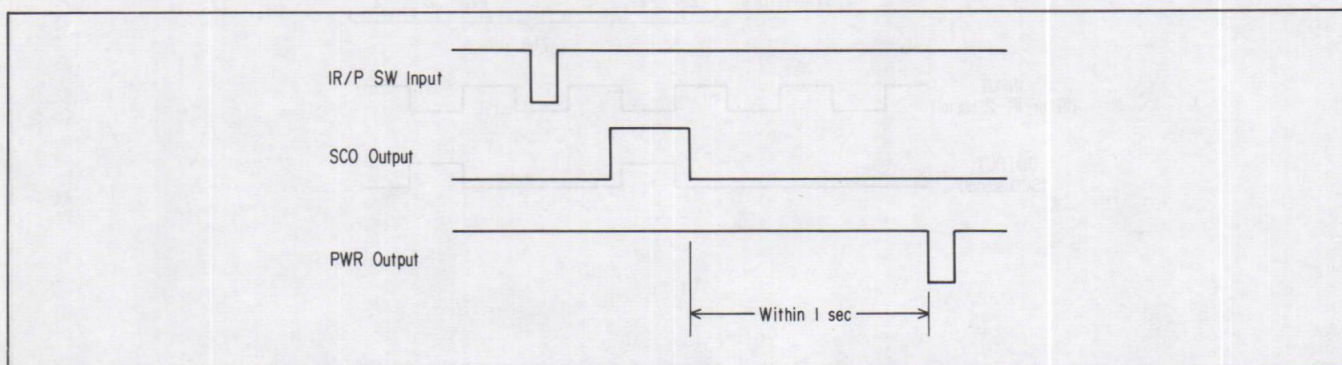 IR/P SW Input
SCO Output
PWR Output
Within 1 sec